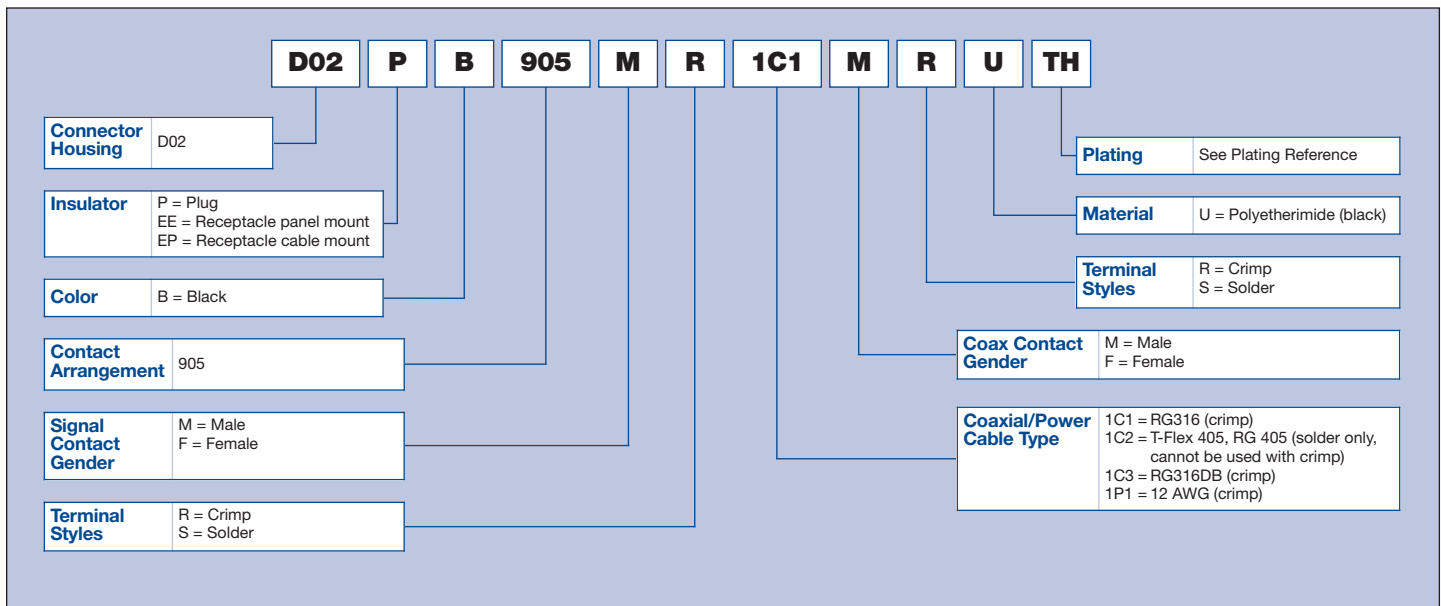 D02 P B 905 M R 1C1 M R U TH
Connector
Housing
D02
Insulator
P = Plug
EE = Receptacle panel mount
EP = Receptacle cable mount
Color
B = Black
Contact
Arrangement
905
Signal
Contact
Gender
M = Male
F = Female
Terminal
Styles
R = Crimp
S = Solder
Plating
See Plating Reference
Material
U = Polyetherimide (black)
Terminal
Styles
R = Crimp
S = Solder
Coax Contact
Gender
M = Male
F = Female
Coaxial/Power
Cable Type
1C1 = RG316 (crimp)
1C2 = T-Flex 405, RG 405 (solder only,
cannot be used with crimp)
1C3 = RG316DB (crimp)
1P1 = 12 AWG (crimp)